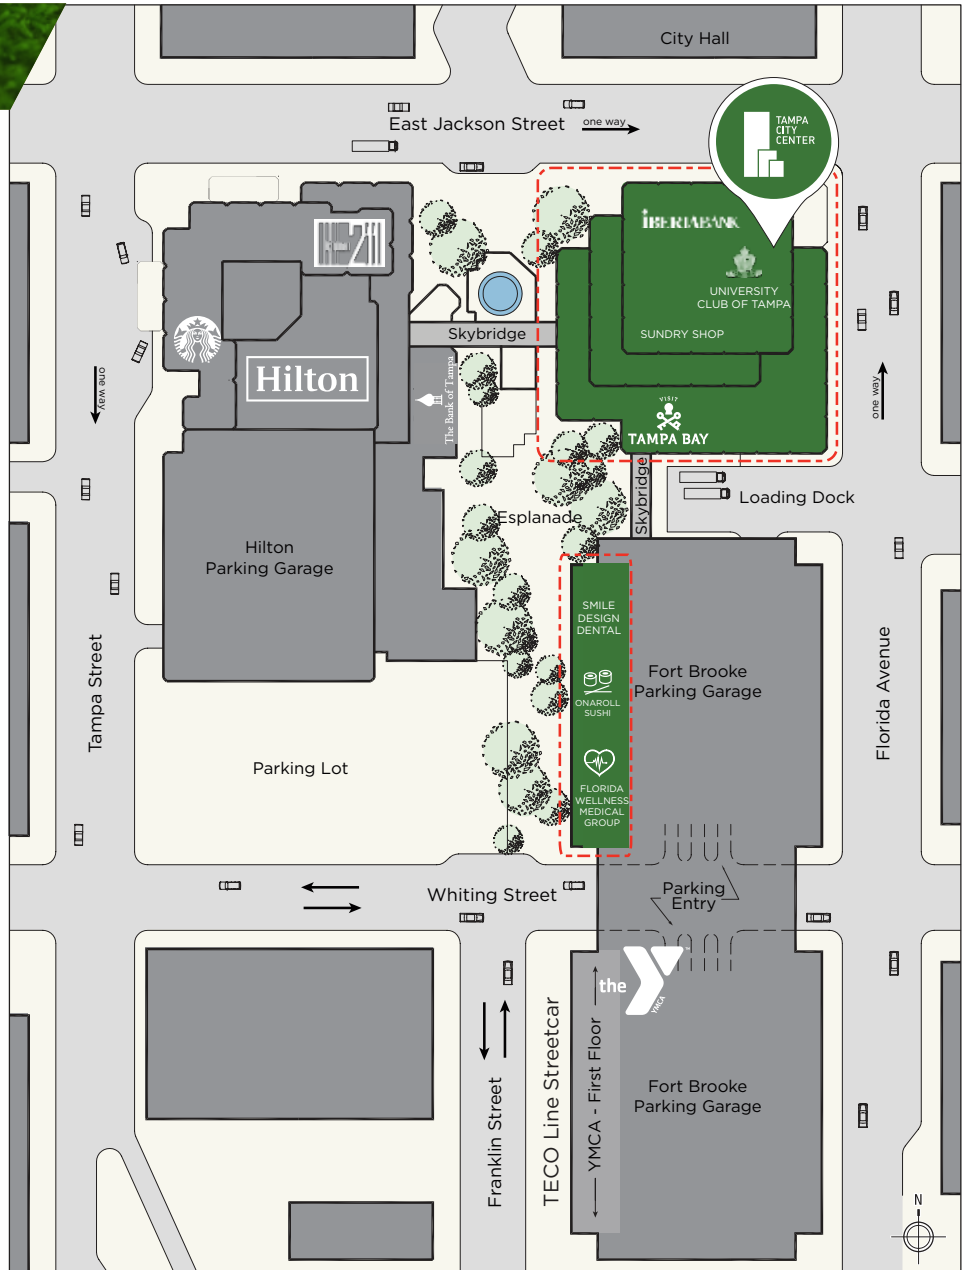 City Hall
East Jackson Street
one way
TAMPA
CITY
CENTER
IBERIABANK
UNIVERSITY
CLUB OF TAMPA
SUNDRY SHOP
Skybridge
Hilton
The Bank of Tampa
one way
one way
VISIT
TAMPA BAY
Skybridge
Loading Dock
Esplanade
Hilton
Parking Garage
SMILE
DESIGN
DENTAL
ONAROLL
SUSHI
FLORIDA
WELLNESS
MEDICAL
GROUP
Fort Brooke
Parking Garage
Tampa Street
Florida Avenue
Parking Lot
Whiting Street
Parking
Entry
the
YMCA
Franklin Street
TECO Line Streetcar
YMCA - First Floor
Fort Brooke
Parking Garage
N